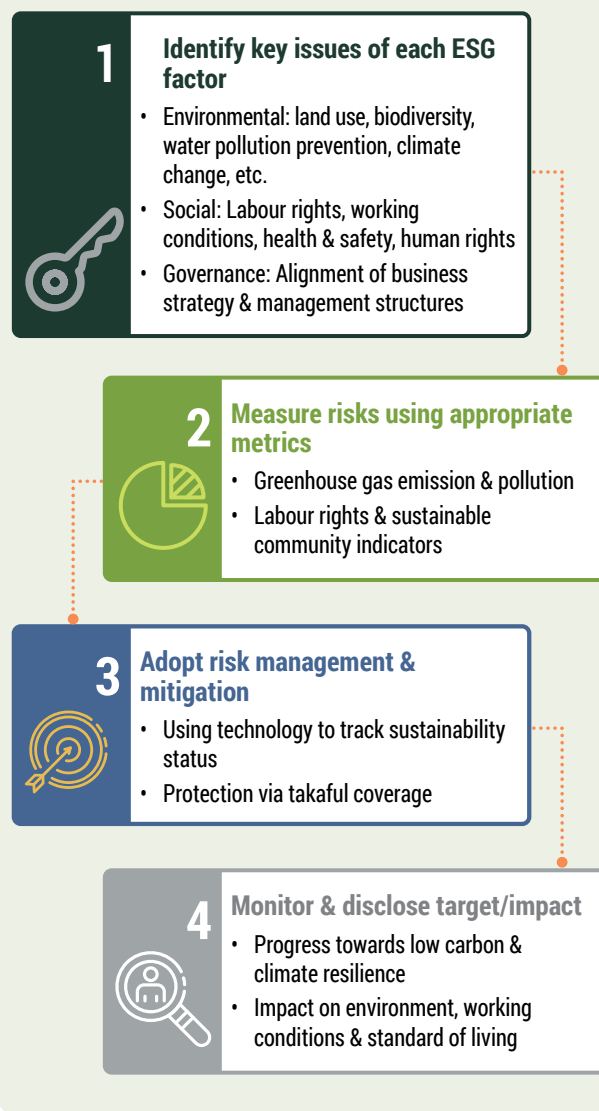 1
Identify key issues of each ESG
factor
• Environmental: land use, biodiversity,
water pollution prevention, climate
change, etc.
• Social: Labour rights, working
conditions, health & safety, human rights
• Governance: Alignment of business
strategy & management structures
2
Measure risks using appropriate
metrics
• Greenhouse gas emission & pollution
• Labour rights & sustainable
community indicators
3
Adopt risk management &
mitigation
• Using technology to track sustainability
status
• Protection via takaful coverage
4
Monitor & disclose target/impact
• Progress towards low carbon &
climate resilience
• Impact on environment, working
conditions & standard of living